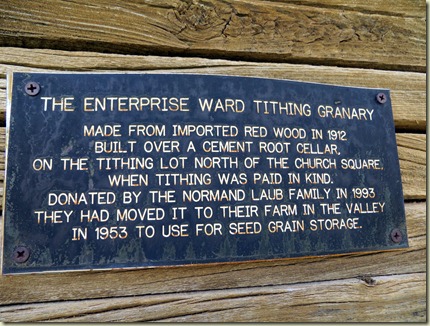 THE ENTERPRISE WARD TITHING GRANARY
MADE FROM IMPORTED RED WOOD IN 1912
BUILT OVER A CEMENT ROOT CELLAR,
ON THE TITHING LOT NORTH OF THE CHURCH SQUARE,
WHEN TITHING WAS PAID IN KIND.
DONATED BY THE NORMAND LAUB FAMILY IN 1993
THEY HAD MOVED IT TO THEIR FARM IN THE VALLEY
IN 1953 TO USE FOR SEED GRAIN STORAGE.